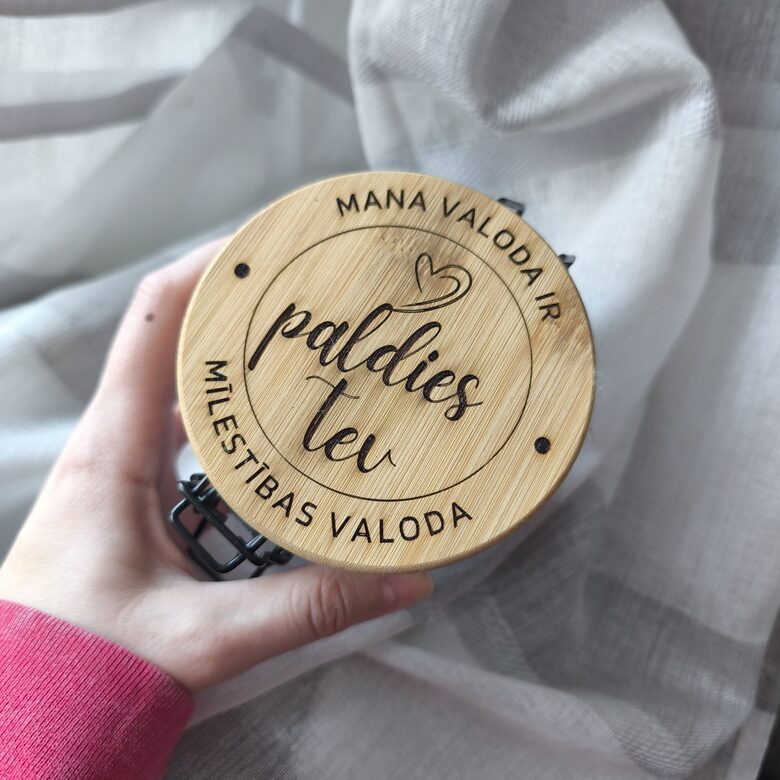 MANA VALODA IR
paldies
tev
MĪLESTĪBAS VALODA